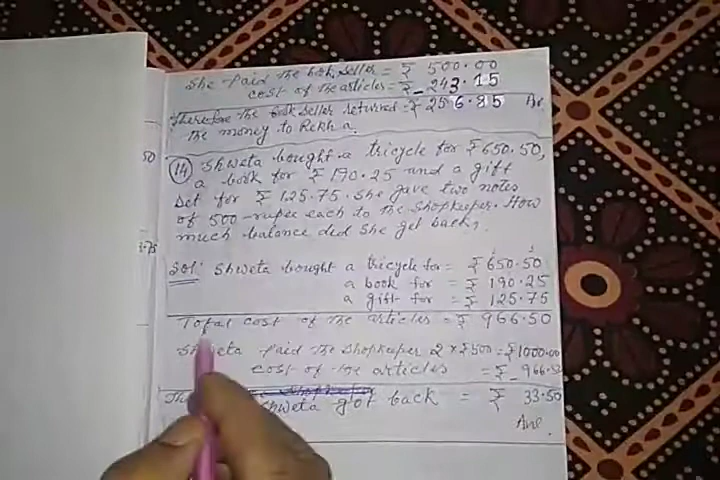 She Paid The book seller = ₹ 500.00
cost of the articles = ₹ - 243.15
Therefore the book seller returned = ₹ 256.85 Ans
The money to Rekha.
50
(14) Shweta bought a tricycle for ₹650.50,
a book for ₹190.25 and a gift
set for ₹125.75. She gave two notes
of 500-rupee each to the shopkeeper. How
much balance did she get back?
3.75
Sol: Shweta bought a tricycle for = ₹650.50
a book for = ₹ 190.25
a gift for = ₹ 125.75
Total cost of the articles = ₹ 966.50
Shweta Paid The shopkeeper 2 × ₹500 = ₹1000.00
cost of the articles = ₹ - 966.5
Shweta got back = ₹ 33.50
Ans.